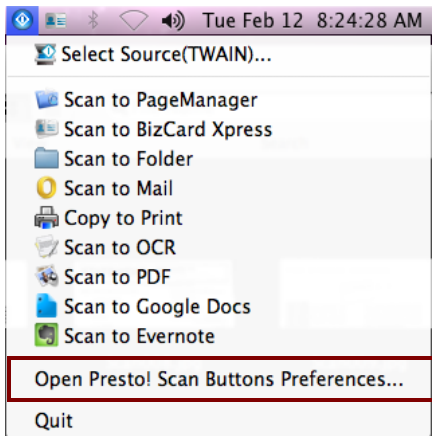 Tue Feb 12 8:24:28 AM
Select Source(TWAIN)...
Scan to PageManager
Scan to BizCard Xpress
Scan to Folder
Scan to Mail
Copy to Print
Scan to OCR
Scan to PDF
Scan to Google Docs
Scan to Evernote
Open Presto! Scan Buttons Preferences...
Quit